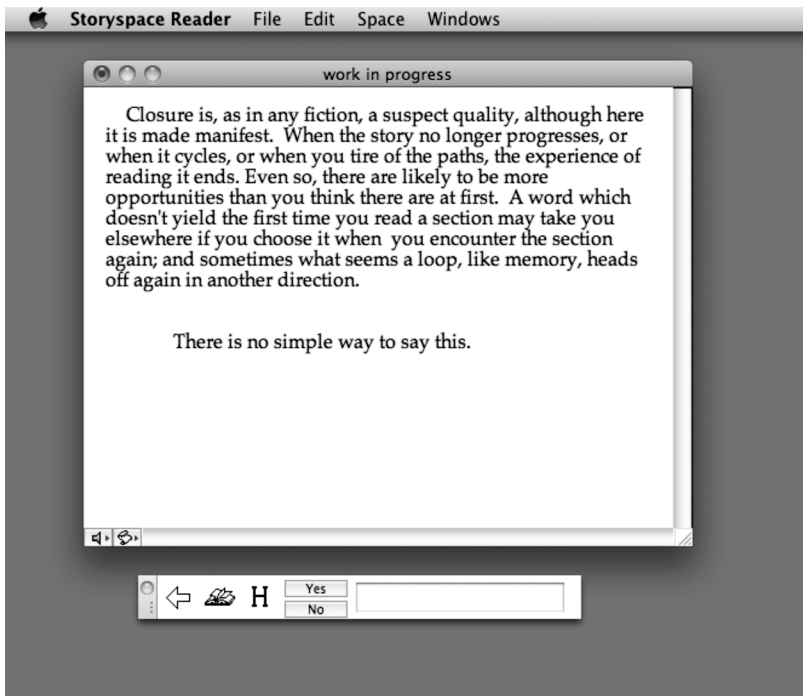 Storyspace Reader File Edit Space Windows
work in progress
Closure is, as in any fiction, a suspect quality, although here
it is made manifest.  When the story no longer progresses, or
when it cycles, or when you tire of the paths, the experience of
reading it ends. Even so, there are likely to be more
opportunities than you think there are at first.  A word which
doesn't yield the first time you read a section may take you
elsewhere if you choose it when  you encounter the section
again; and sometimes what seems a loop, like memory, heads
off again in another direction.
There is no simple way to say this.
H
Yes
No